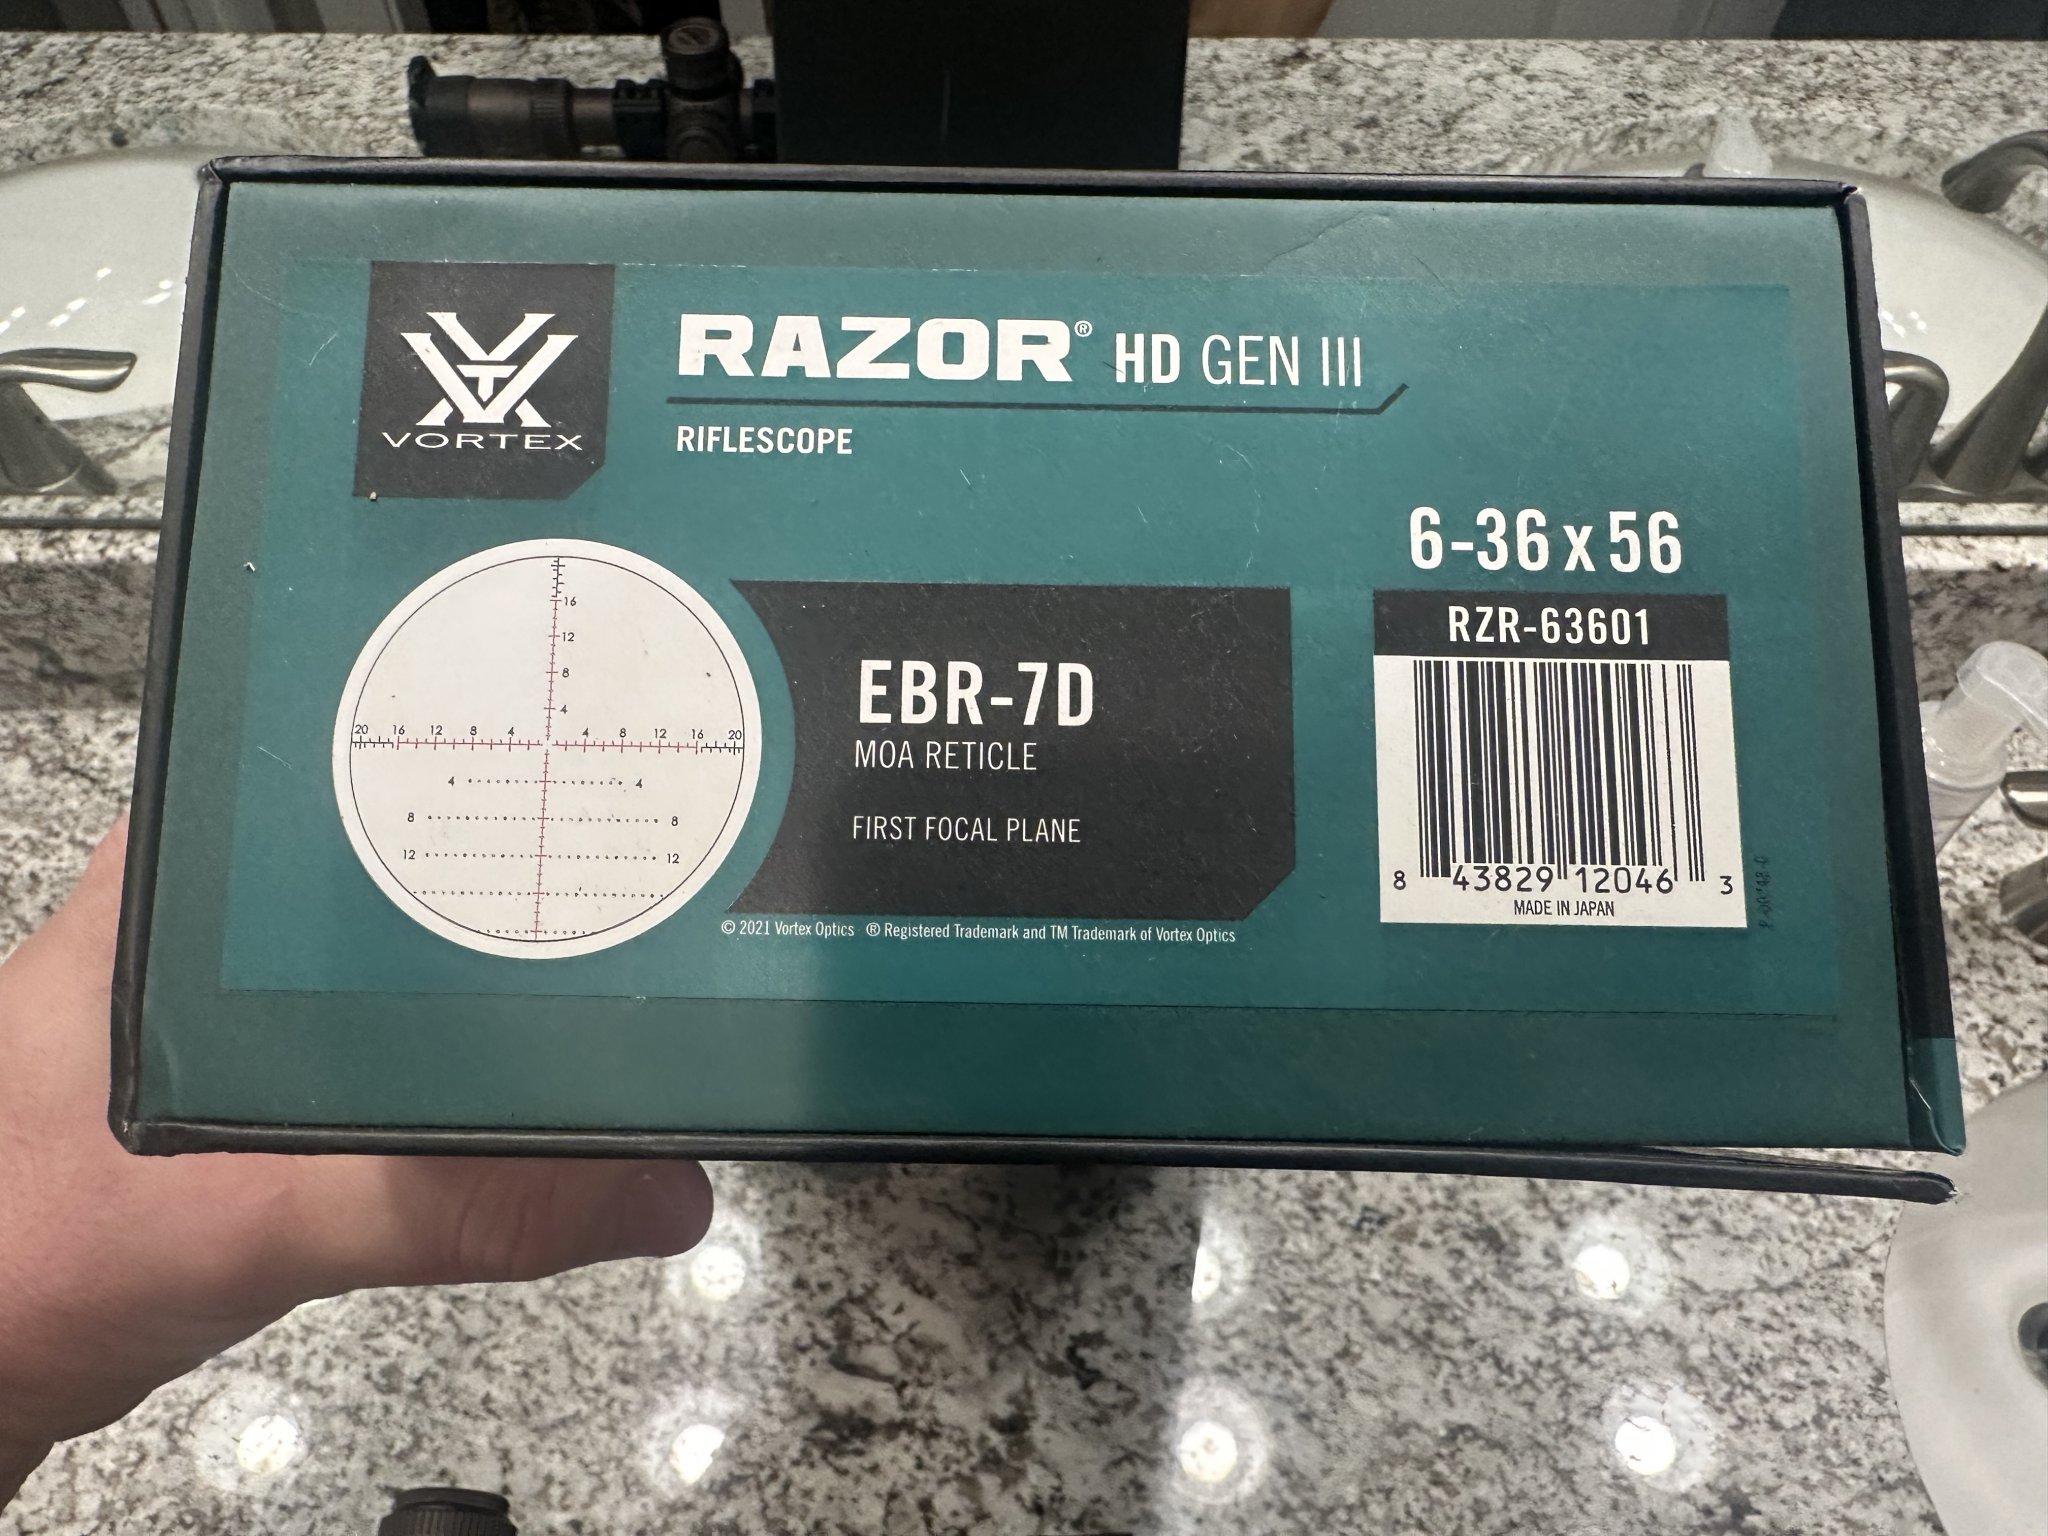 VORTEX
RAZOR® HD GEN III
RIFLESCOPE
6-36 x 56
RZR-63601
16
12
8
4
20 16 12 8 4 4 8 12 16 20
4 4
8 8
12 12
EBR-7D
MOA RETICLE
FIRST FOCAL PLANE
8 43829 12046 3
MADE IN JAPAN
© 2021 Vortex Optics ® Registered Trademark and TM Trademark of Vortex Optics